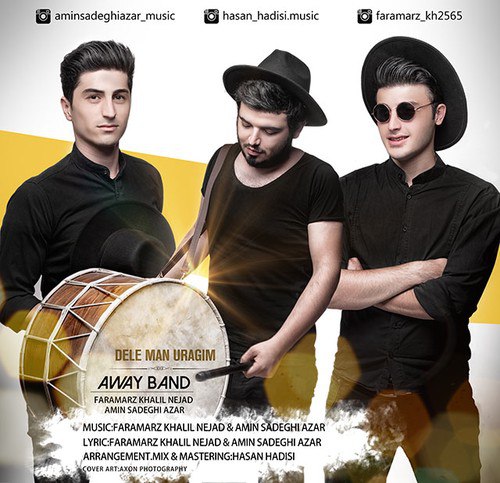 aminsadeghiazar_music
hasan_hadisi.music
faramarz_kh2565
DELE MAN URAGIM
AWAY BAND
FARAMARZ KHALIL NEJAD
AMIN SADEGHI AZAR
MUSIC:FARAMARZ KHALIL NEJAD & AMIN SADEGHI AZAR
LYRIC:FARAMARZ KHALIL NEJAD & AMIN SADEGHI AZAR
ARRANGEMENT.MIX & MASTERING:HASAN HADISI
COVER ART:AXON PHOTOGRAPHY